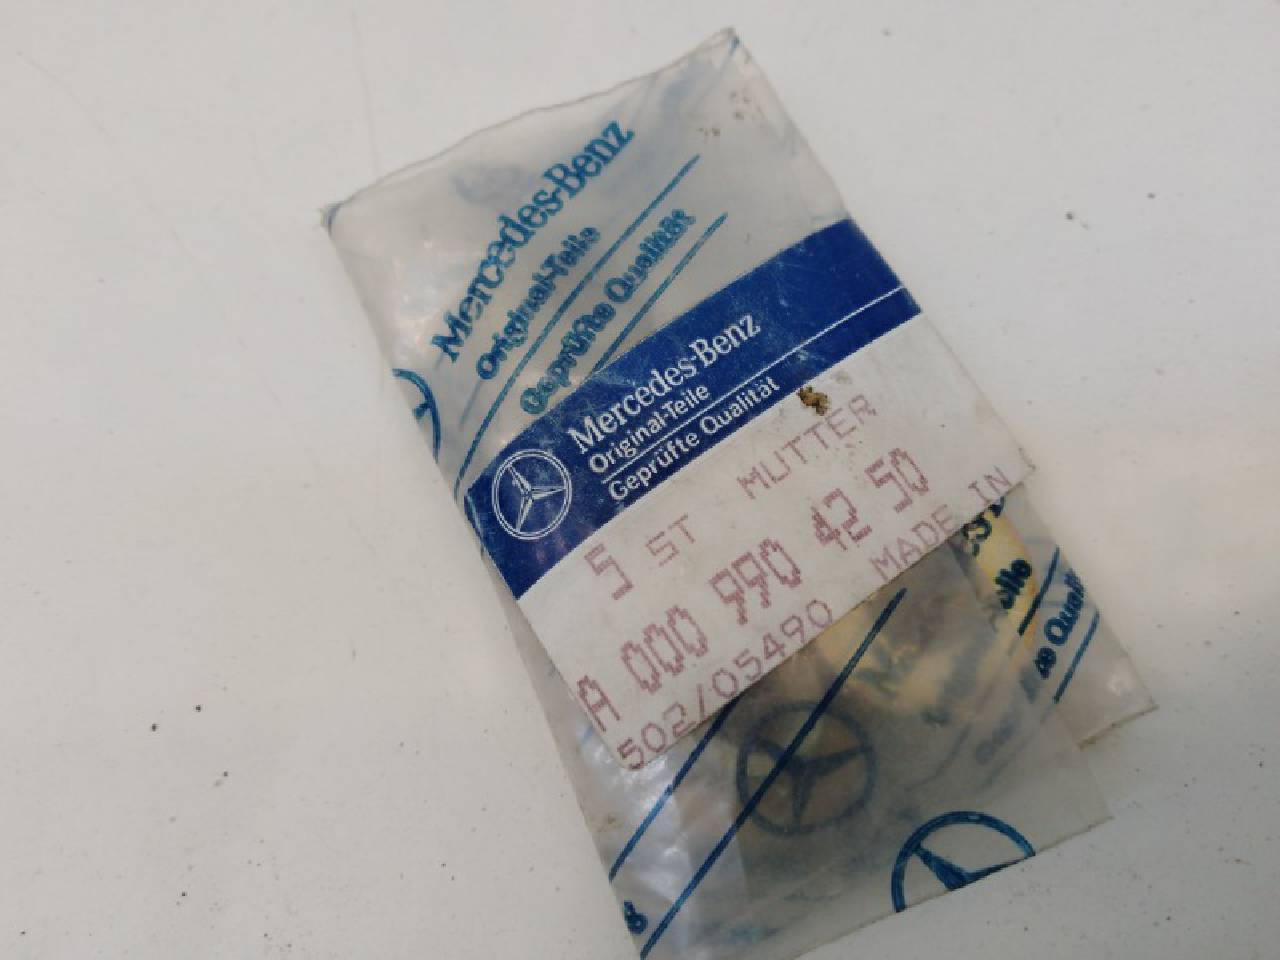 Mercedes-Benz
Original-Teile
Geprüfte Qualität
Mercedes-Benz
Original-Teile
Geprüfte Qualität
5 ST MUTTER
A 000 990 42 50
502/05490 MADE IN